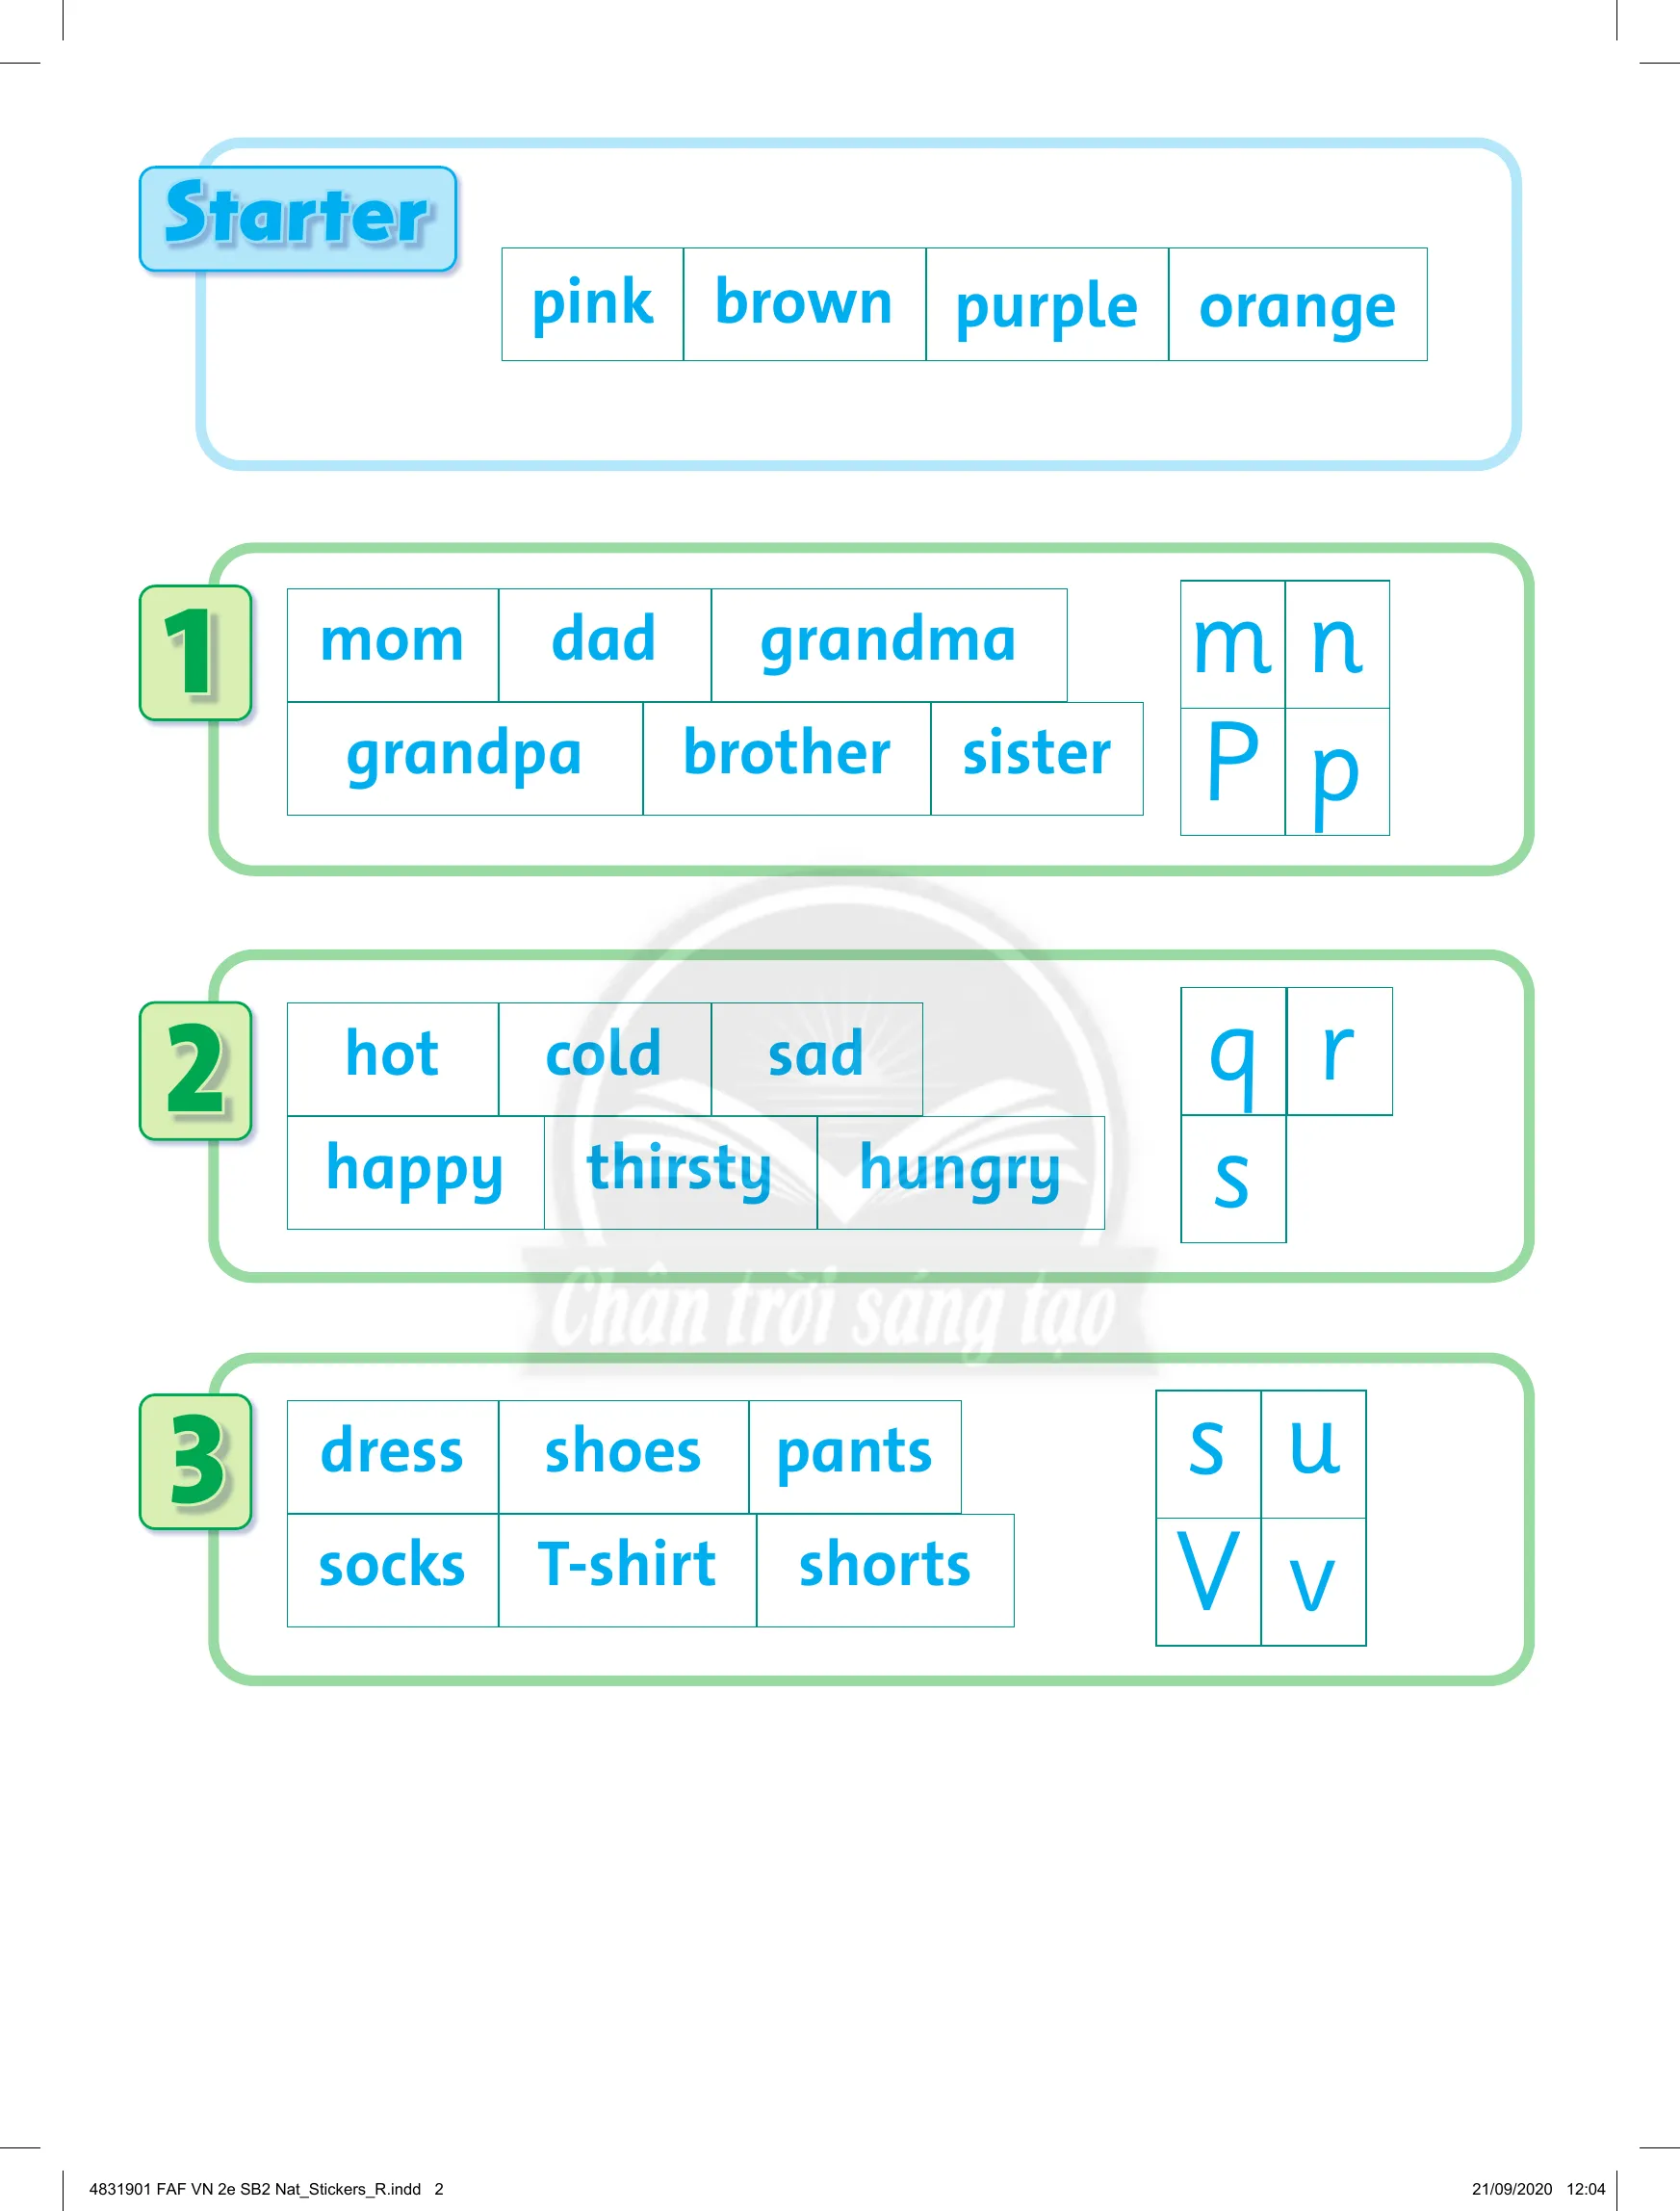 Starter
pink brown purple orange
1
mom dad grandma
grandpa brother sister
m n
P p
2
hot cold sad
happy thirsty hungry
q r
s
Chân trời sáng tạo
3
dress shoes pants
socks T-shirt shorts
s u
V v
4831901 FAF VN 2e SB2 Nat_Stickers_R.indd 2
21/09/2020 12:04